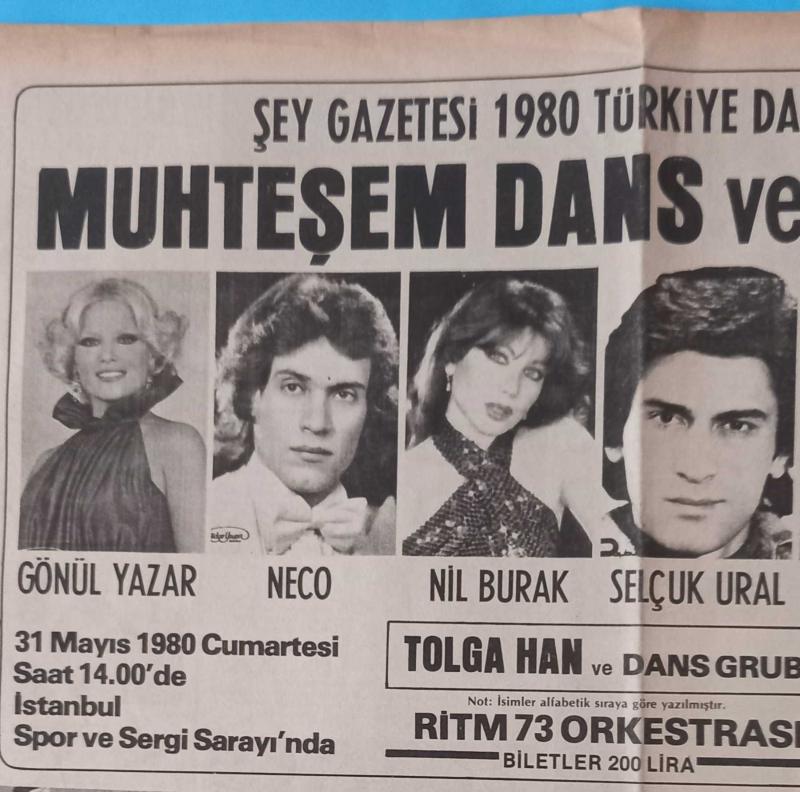 ŞEY GAZETESİ 1980 TÜRKİYE DA
MUHTEŞEM DANS ve
GÖNÜL YAZAR
NECO
NİL BURAK
SELÇUK URAL
31 Mayıs 1980 Cumartesi
Saat 14.00'de
İstanbul
Spor ve Sergi Sarayı'nda
TOLGA HAN ve DANS GRUB
Not: İsimler alfabetik sıraya göre yazılmıştır.
RİTM 73 ORKESTRASI
BİLETLER 200 LİRA